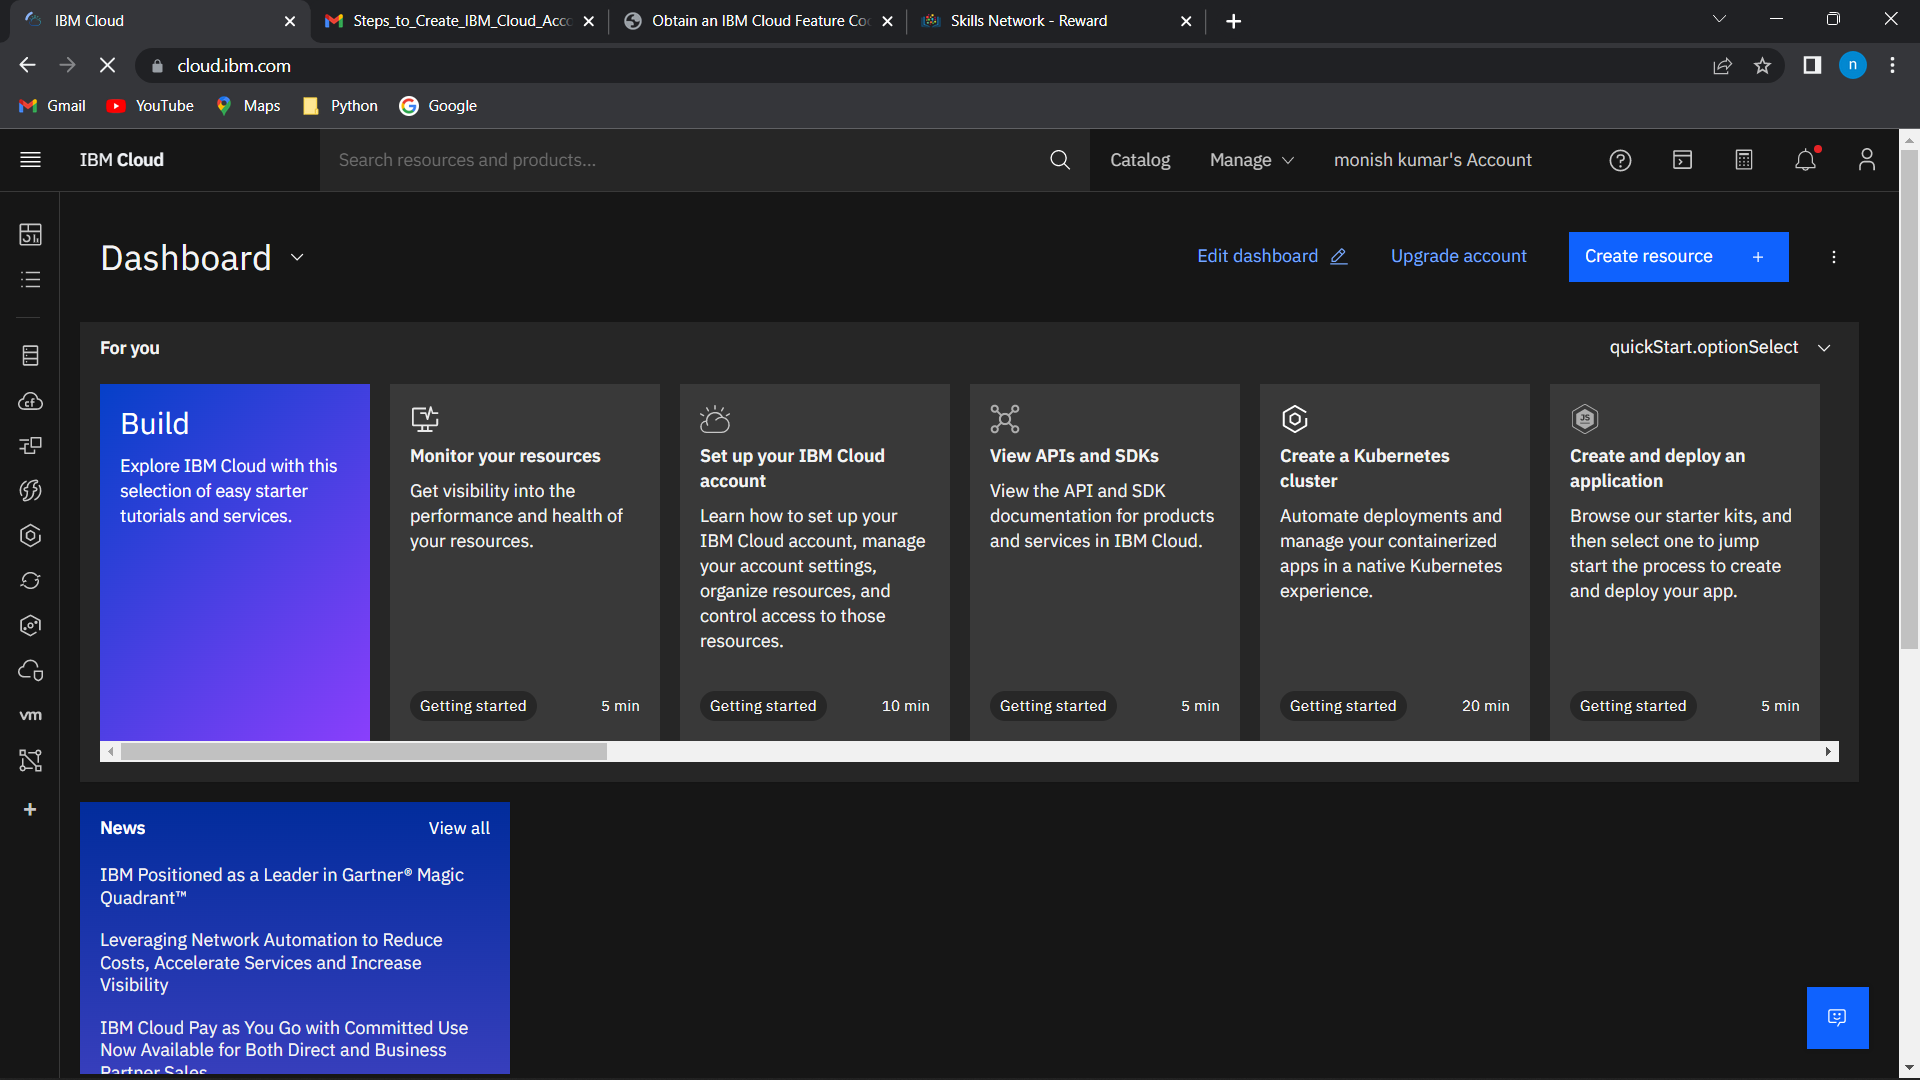 IBM Cloud
Steps_to_Create_IBM_Cloud_Acco
Obtain an IBM Cloud Feature Co
Skills Network - Reward
cloud.ibm.com
n
Gmail
YouTube
Maps
Python
Google
IBM Cloud
Search resources and products...
Catalog
Manage
monish kumar's Account
Dashboard
Edit dashboard
Upgrade account
Create resource +
For you
quickStart.optionSelect
Build
Explore IBM Cloud with this
selection of easy starter
tutorials and services.
Monitor your resources
Get visibility into the
performance and health of
your resources.
Getting started
5 min
Set up your IBM Cloud
account
Learn how to set up your
IBM Cloud account, manage
your account settings,
organize resources, and
control access to those
resources.
Getting started
10 min
View APIs and SDKs
View the API and SDK
documentation for products
and services in IBM Cloud.
Getting started
5 min
Create a Kubernetes
cluster
Automate deployments and
manage your containerized
apps in a native Kubernetes
experience.
Getting started
20 min
JS
Create and deploy an
application
Browse our starter kits, and
then select one to jump
start the process to create
and deploy your app.
Getting started
5 min
cf
vm
News
View all
IBM Positioned as a Leader in Gartner® Magic
Quadrant™
Leveraging Network Automation to Reduce
Costs, Accelerate Services and Increase
Visibility
IBM Cloud Pay as You Go with Committed Use
Now Available for Both Direct and Business
Partner Sales